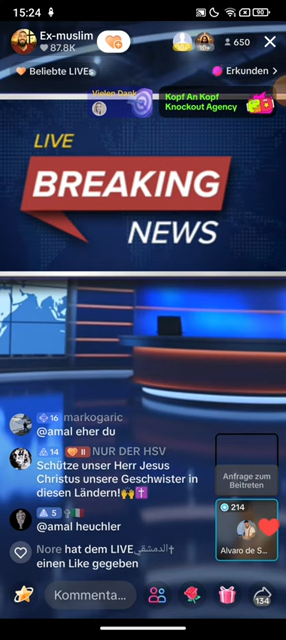 15:24
90
Ex-muslim
87.8K
10+
650
Beliebte LIVEs
Erkunden >
Vielen Dank
Kopf An Kopf
Knockout Agency
LIVE
BREAKING
NEWS
16 markogaric
@amal eher du
14 II NUR DER HSV
Schütze unser Herr Jesus
Christus unsere Geschwister in
diesen Ländern!🙌✝️
5 🇮🇹
@amal heuchler
Nore hat dem LIVE الدمشقي✝
einen Like gegeben
Anfrage zum
Beitreten
214
Alvaro de S...
Kommenta...
134